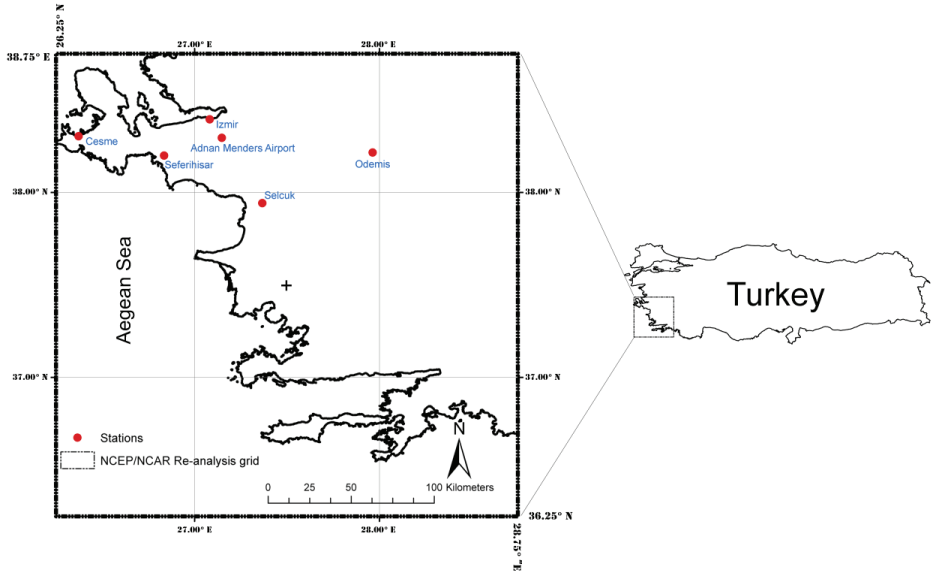 26.25° N
38.75° E
27.00° E
28.00° E
Izmir
Cesme
Adnan Menders Airport
Seferihisar
Odemis
Selcuk
38.00° N
38.00° N
Aegean Sea
Turkey
37.00° N
37.00° N
Stations
NCEP/NCAR Re-analysis grid
N
0 25 50 100 Kilometers
36.25° N
27.00° E
28.00° E
28.75° E